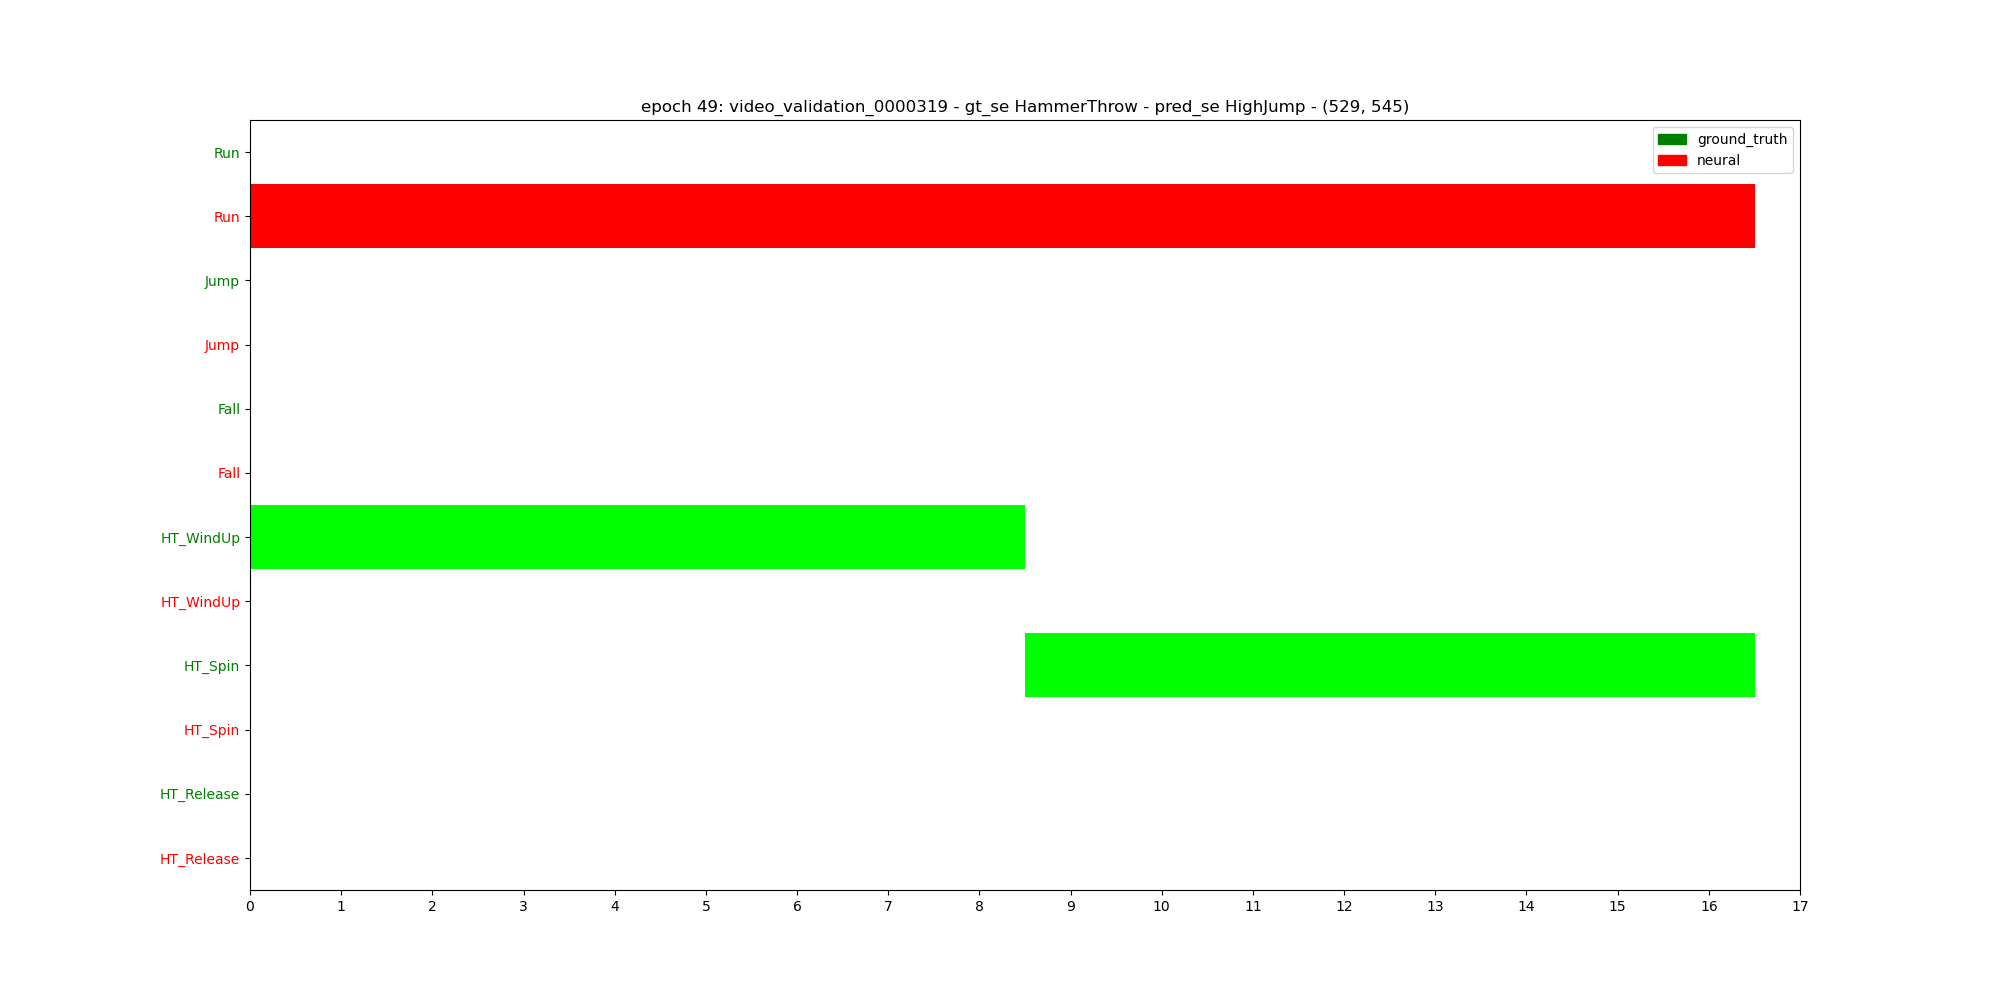 epoch 49: video_validation_0000319 - gt_se HammerThrow - pred_se HighJump - (529, 545)
ground_truth
neural
Run
Run
Jump
Jump
Fall
Fall
HT_WindUp
HT_WindUp
HT_Spin
HT_Spin
HT_Release
HT_Release
0 1 2 3 4 5 6 7 8 9 10 11 12 13 14 15 16 17